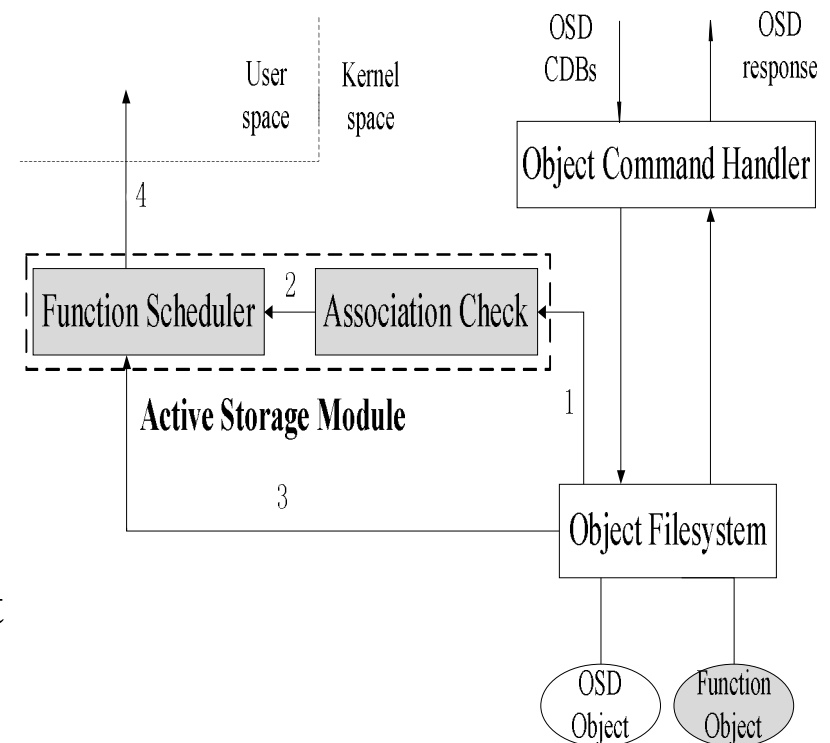 OSD
CDBs
OSD
response
User
space
Kernel
space
Object Command Handler
4
Function Scheduler
2
Association Check
1
Active Storage Module
3
Object Filesystem
t
OSD
Object
Function
Object